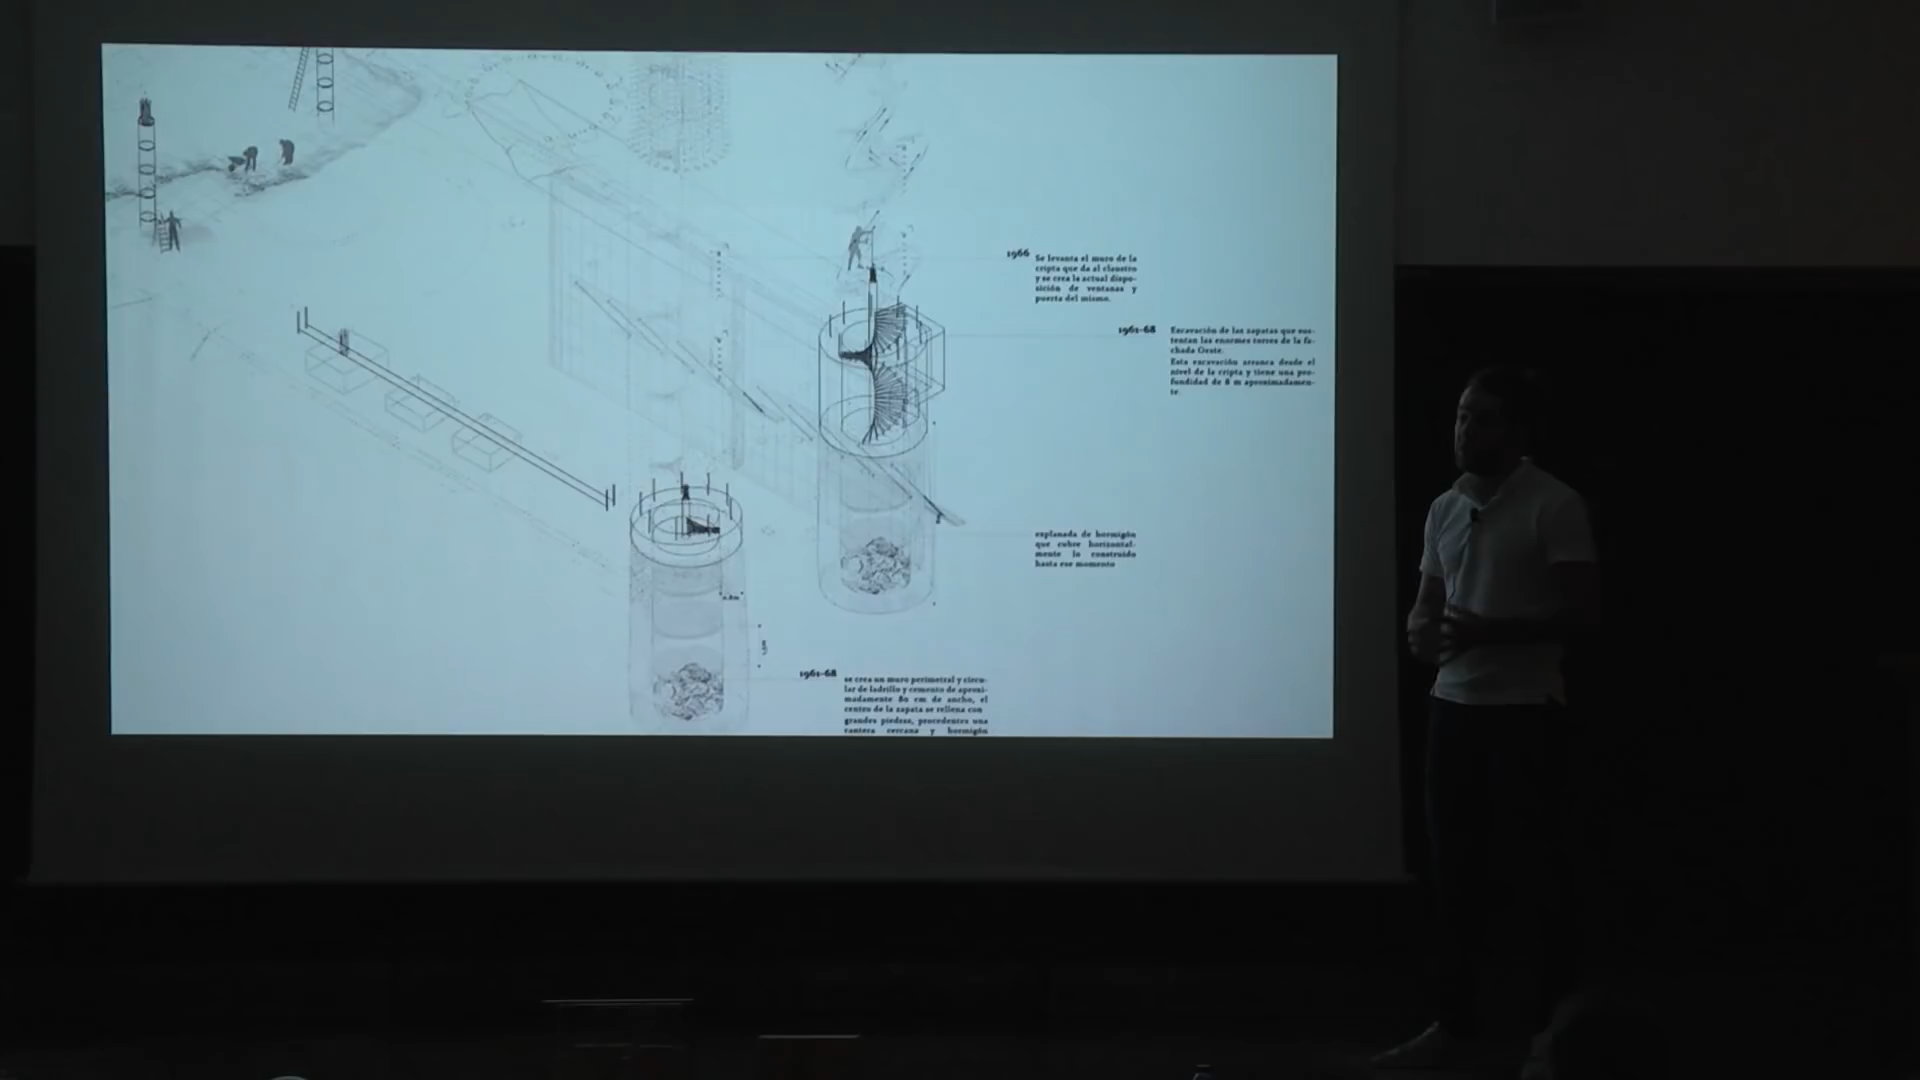 1966
Se levanta el muro de la
cripta que da al claustro
y se crea la actual dispo-
sición de ventanas y
puerta del mismo.
1961-68
Excavación de las zapatas que sus-
tentan las enormes torres de la fa-
chada Oeste.
Esta excavación arranca desde el
nivel de la cripta y tiene una pro-
fundidad de 8 m aproximadamen-
te.
explanada de hormigón
que cubre horizontal-
mente lo construido
hasta ese momento
1961-68
se crea un muro perimetral y circu-
lar de ladrillo y cemento de aproxi-
madamente 80 cm de ancho, el
centro de la zapata se rellena con
grandes piedras, procedentes una
cantera cercana y hormigón